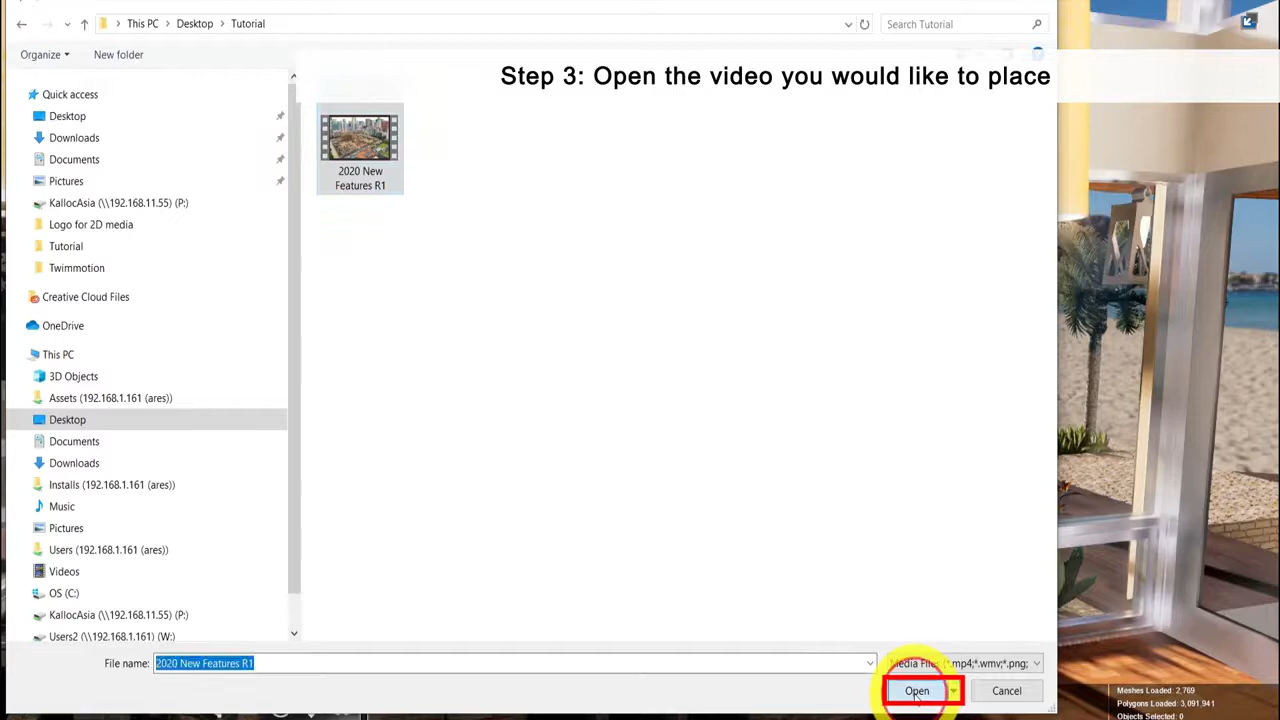 This PC > Desktop > Tutorial
Search Tutorial
Organize
New folder
Step 3: Open the video you would like to place
Quick access
Desktop
Downloads
Documents
Pictures
KallocAsia (\\192.168.11.55) (P:)
Logo for 2D media
Tutorial
Twimmotion
Creative Cloud Files
OneDrive
This PC
3D Objects
Assets (192.168.1.161 (ares))
Desktop
Documents
Downloads
Installs (192.168.1.161 (ares))
Music
Pictures
Users (192.168.1.161 (ares))
Videos
OS (C:)
KallocAsia (\\192.168.11.55) (P:)
Users2 (\\192.168.1.161) (W:)
2020 New
Features R1
File name:
2020 New Features R1
Media Files (*.mp4;*.wmv;*.png;
Open
Cancel
Meshes Loaded: 2,769
Polygons Loaded: 3,091,941
Objects Selected: 0